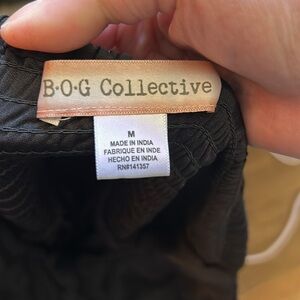 B·O·G Collective
M
MADE IN INDIA
FABRIQUE EN INDE
HECHO EN INDIA
RN#141357